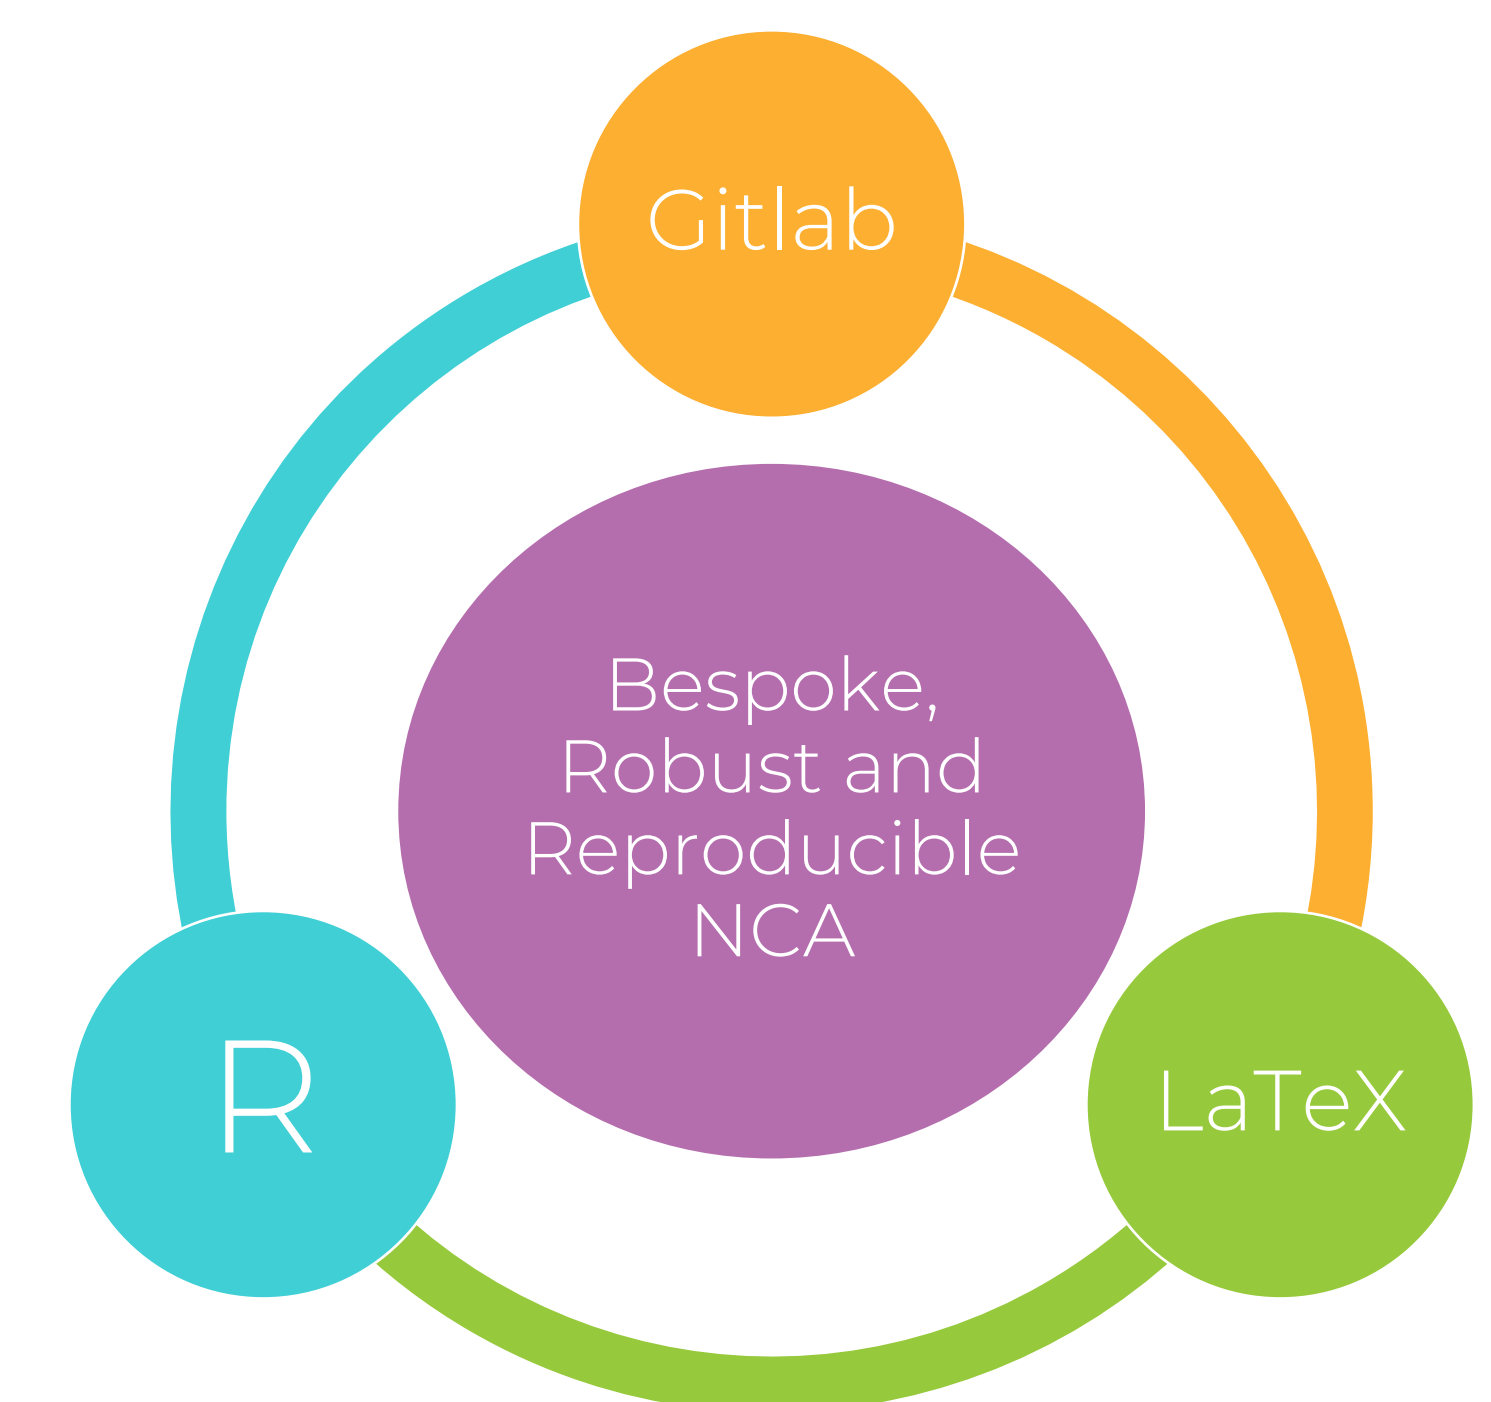 Gitlab
Bespoke,
Robust and
Reproducible
NCA
R
LaTeX